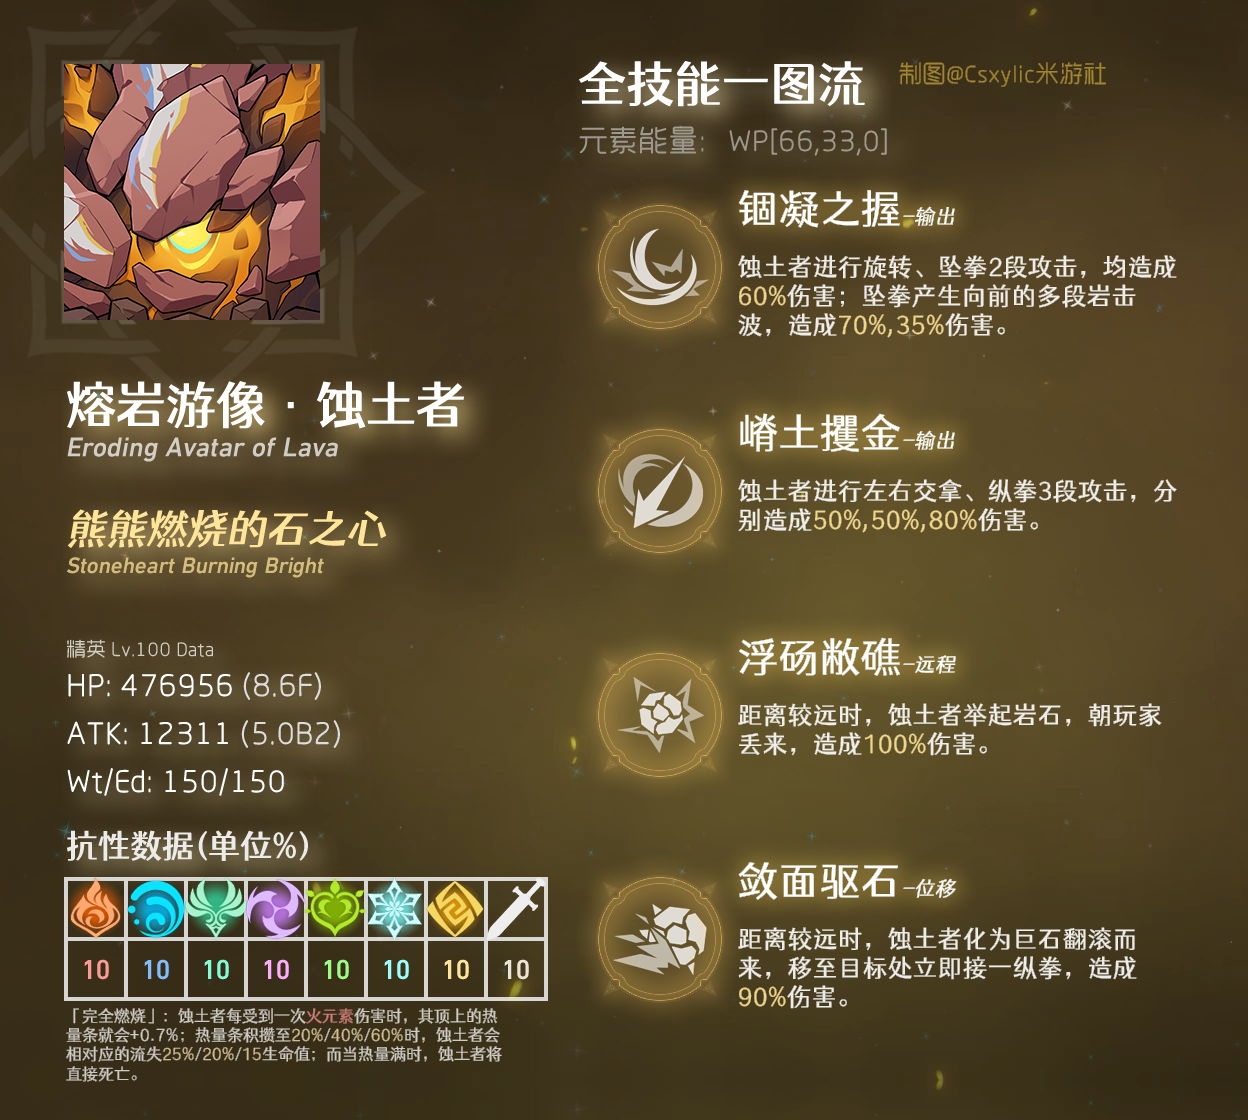 全技能一图流
制图@Csxylic米游社
元素能量： WP[66,33,0]
锢凝之握-输出
蚀土者进行旋转、坠拳2段攻击，均造成
60%伤害；坠拳产生向前的多段岩击
波，造成70%,35%伤害。
嵴土攫金-输出
蚀土者进行左右交拿、纵拳3段攻击，分
别造成50%,50%,80%伤害。
浮砀敝礁-远程
距离较远时，蚀土者举起岩石，朝玩家
丢来，造成100%伤害。
敛面驱石-位移
距离较远时，蚀土者化为巨石翻滚而
来，移至目标处立即接一纵拳，造成
90%伤害。
熔岩游像·蚀土者
Eroding Avatar of Lava
熊熊燃烧的石之心
Stoneheart Burning Bright
精英 Lv.100 Data
HP: 476956 (8.6F)
ATK: 12311 (5.0B2)
Wt/Ed: 150/150
抗性数据(单位%)
10 10 10 10 10 10 10 10
「完全燃烧」：蚀土者每受到一次火元素伤害时，其顶上的热
量条就会+0.7%；热量条积攒至20%/40%/60%时，蚀土者会
相对应的流失25%/20%/15生命值；而当热量满时，蚀土者将
直接死亡。